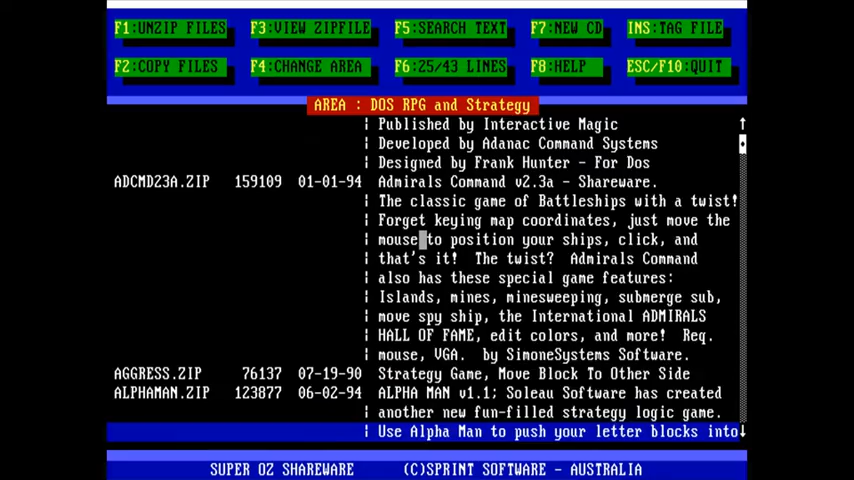 F1:UNZIP FILES F3:VIEW ZIPFILE F5:SEARCH TEXT F7:NEW CD INS:TAG FILE
F2:COPY FILES F4:CHANGE AREA F6:25/43 LINES F8:HELP ESC/F10:QUIT
AREA : DOS RPG and Strategy
| Published by Interactive Magic
| Developed by Adanac Command Systems
| Designed by Frank Hunter - For Dos
ADCMD23A.ZIP 159109 01-01-94 Admirals Command v2.3a - Shareware.
| The classic game of Battleships with a twist!
| Forget keying map coordinates, just move the
| mouse to position your ships, click, and
| that's it! The twist? Admirals Command
| also has these special game features:
| Islands, mines, minesweeping, submerge sub,
| move spy ship, the International ADMIRALS
| HALL OF FAME, edit colors, and more! Req.
| mouse, VGA. by SimoneSystems Software.
AGGRESS.ZIP 76137 07-19-90 Strategy Game, Move Block To Other Side
ALPHAMAN.ZIP 123877 06-02-94 ALPHA MAN v1.1; Soleau Software has created
| another new fun-filled strategy logic game.
| Use Alpha Man to push your letter blocks into
SUPER OZ SHAREWARE (C)SPRINT SOFTWARE - AUSTRALIA